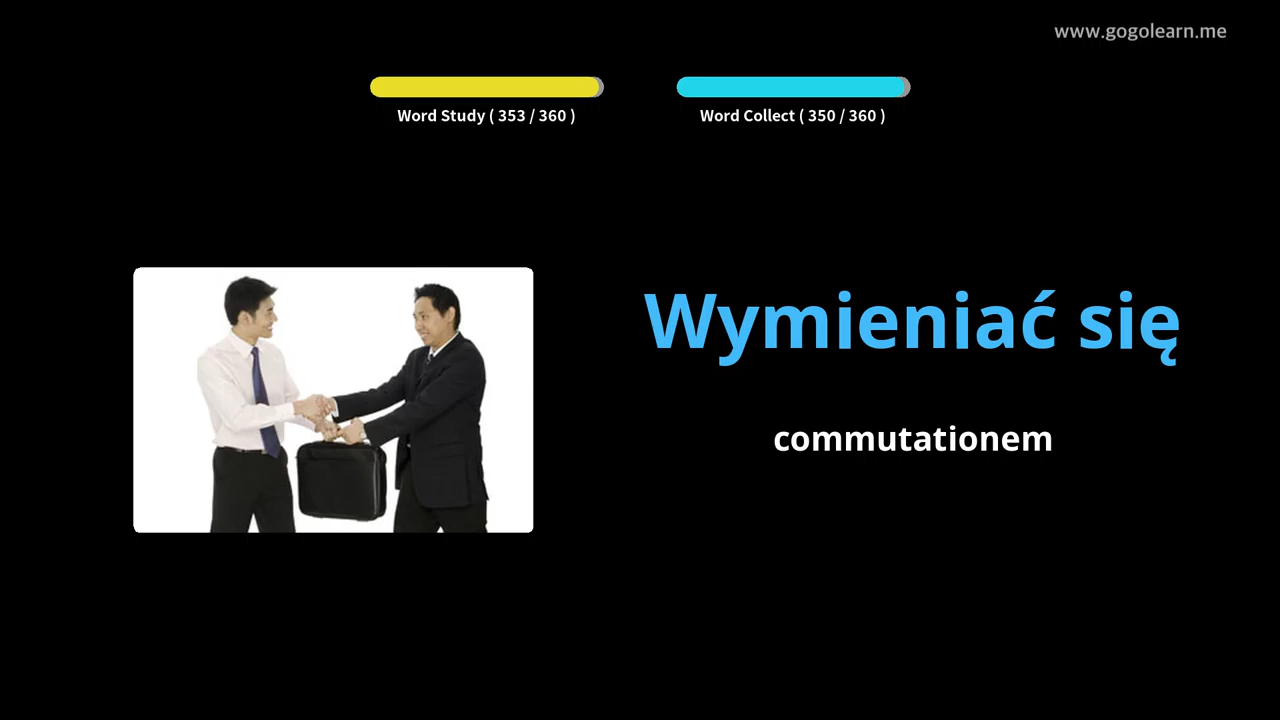 www.gogolearn.me
Word Study ( 353 / 360 )
Word Collect ( 350 / 360 )
Wymieniać się
commutationem